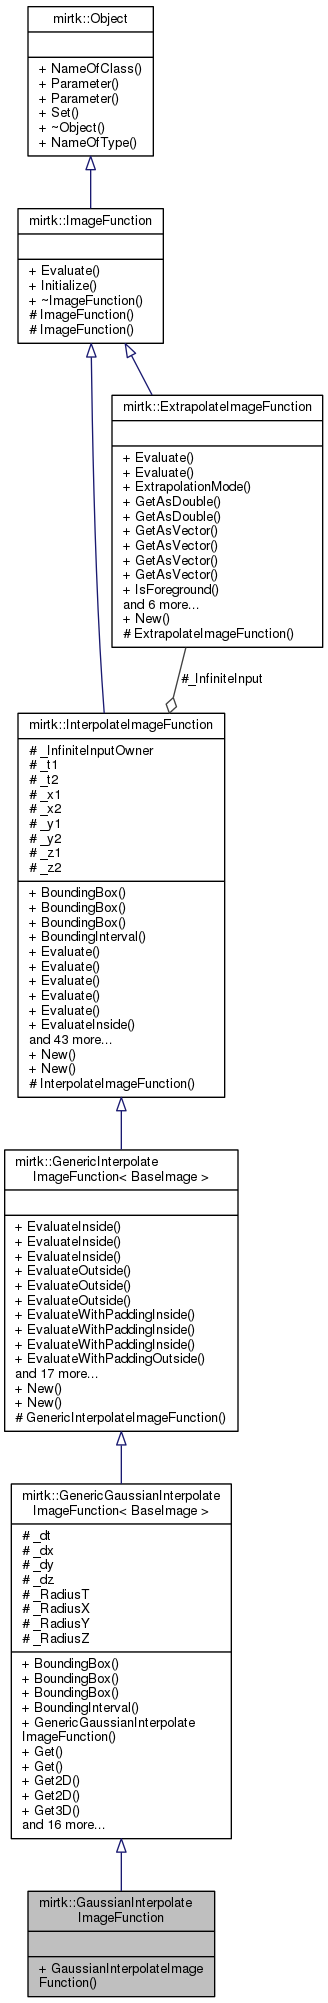 mirtk::Object
+ NameOfClass()
+ Parameter()
+ Parameter()
+ Set()
+ ~Object()
+ NameOfType()
mirtk::ImageFunction
+ Evaluate()
+ Initialize()
+ ~ImageFunction()
# ImageFunction()
# ImageFunction()
mirtk::ExtrapolateImageFunction
+ Evaluate()
+ Evaluate()
+ ExtrapolationMode()
+ GetAsDouble()
+ GetAsDouble()
+ GetAsVector()
+ GetAsVector()
+ GetAsVector()
+ GetAsVector()
+ IsForeground()
and 6 more...
+ New()
# ExtrapolateImageFunction()
#_InfiniteInput
mirtk::InterpolateImageFunction
# _InfiniteInputOwner
# _t1
# _t2
# _x1
# _x2
# _y1
# _y2
# _z1
# _z2
+ BoundingBox()
+ BoundingBox()
+ BoundingBox()
+ BoundingInterval()
+ Evaluate()
+ Evaluate()
+ Evaluate()
+ Evaluate()
+ Evaluate()
+ EvaluateInside()
and 43 more...
+ New()
+ New()
# InterpolateImageFunction()
mirtk::GenericInterpolate
ImageFunction< BaseImage >
+ EvaluateInside()
+ EvaluateInside()
+ EvaluateInside()
+ EvaluateOutside()
+ EvaluateOutside()
+ EvaluateOutside()
+ EvaluateWithPaddingInside()
+ EvaluateWithPaddingInside()
+ EvaluateWithPaddingInside()
+ EvaluateWithPaddingOutside()
and 17 more...
+ New()
+ New()
# GenericInterpolateImageFunction()
mirtk::GenericGaussianInterpolate
ImageFunction< BaseImage >
# _dt
# _dx
# _dy
# _dz
# _RadiusT
# _RadiusX
# _RadiusY
# _RadiusZ
+ BoundingBox()
+ BoundingBox()
+ BoundingBox()
+ BoundingInterval()
+ GenericGaussianInterpolate
ImageFunction()
+ Get()
+ Get()
+ Get2D()
+ Get2D()
+ Get3D()
and 16 more...
mirtk::GaussianInterpolate
ImageFunction
+ GaussianInterpolateImage
Function()